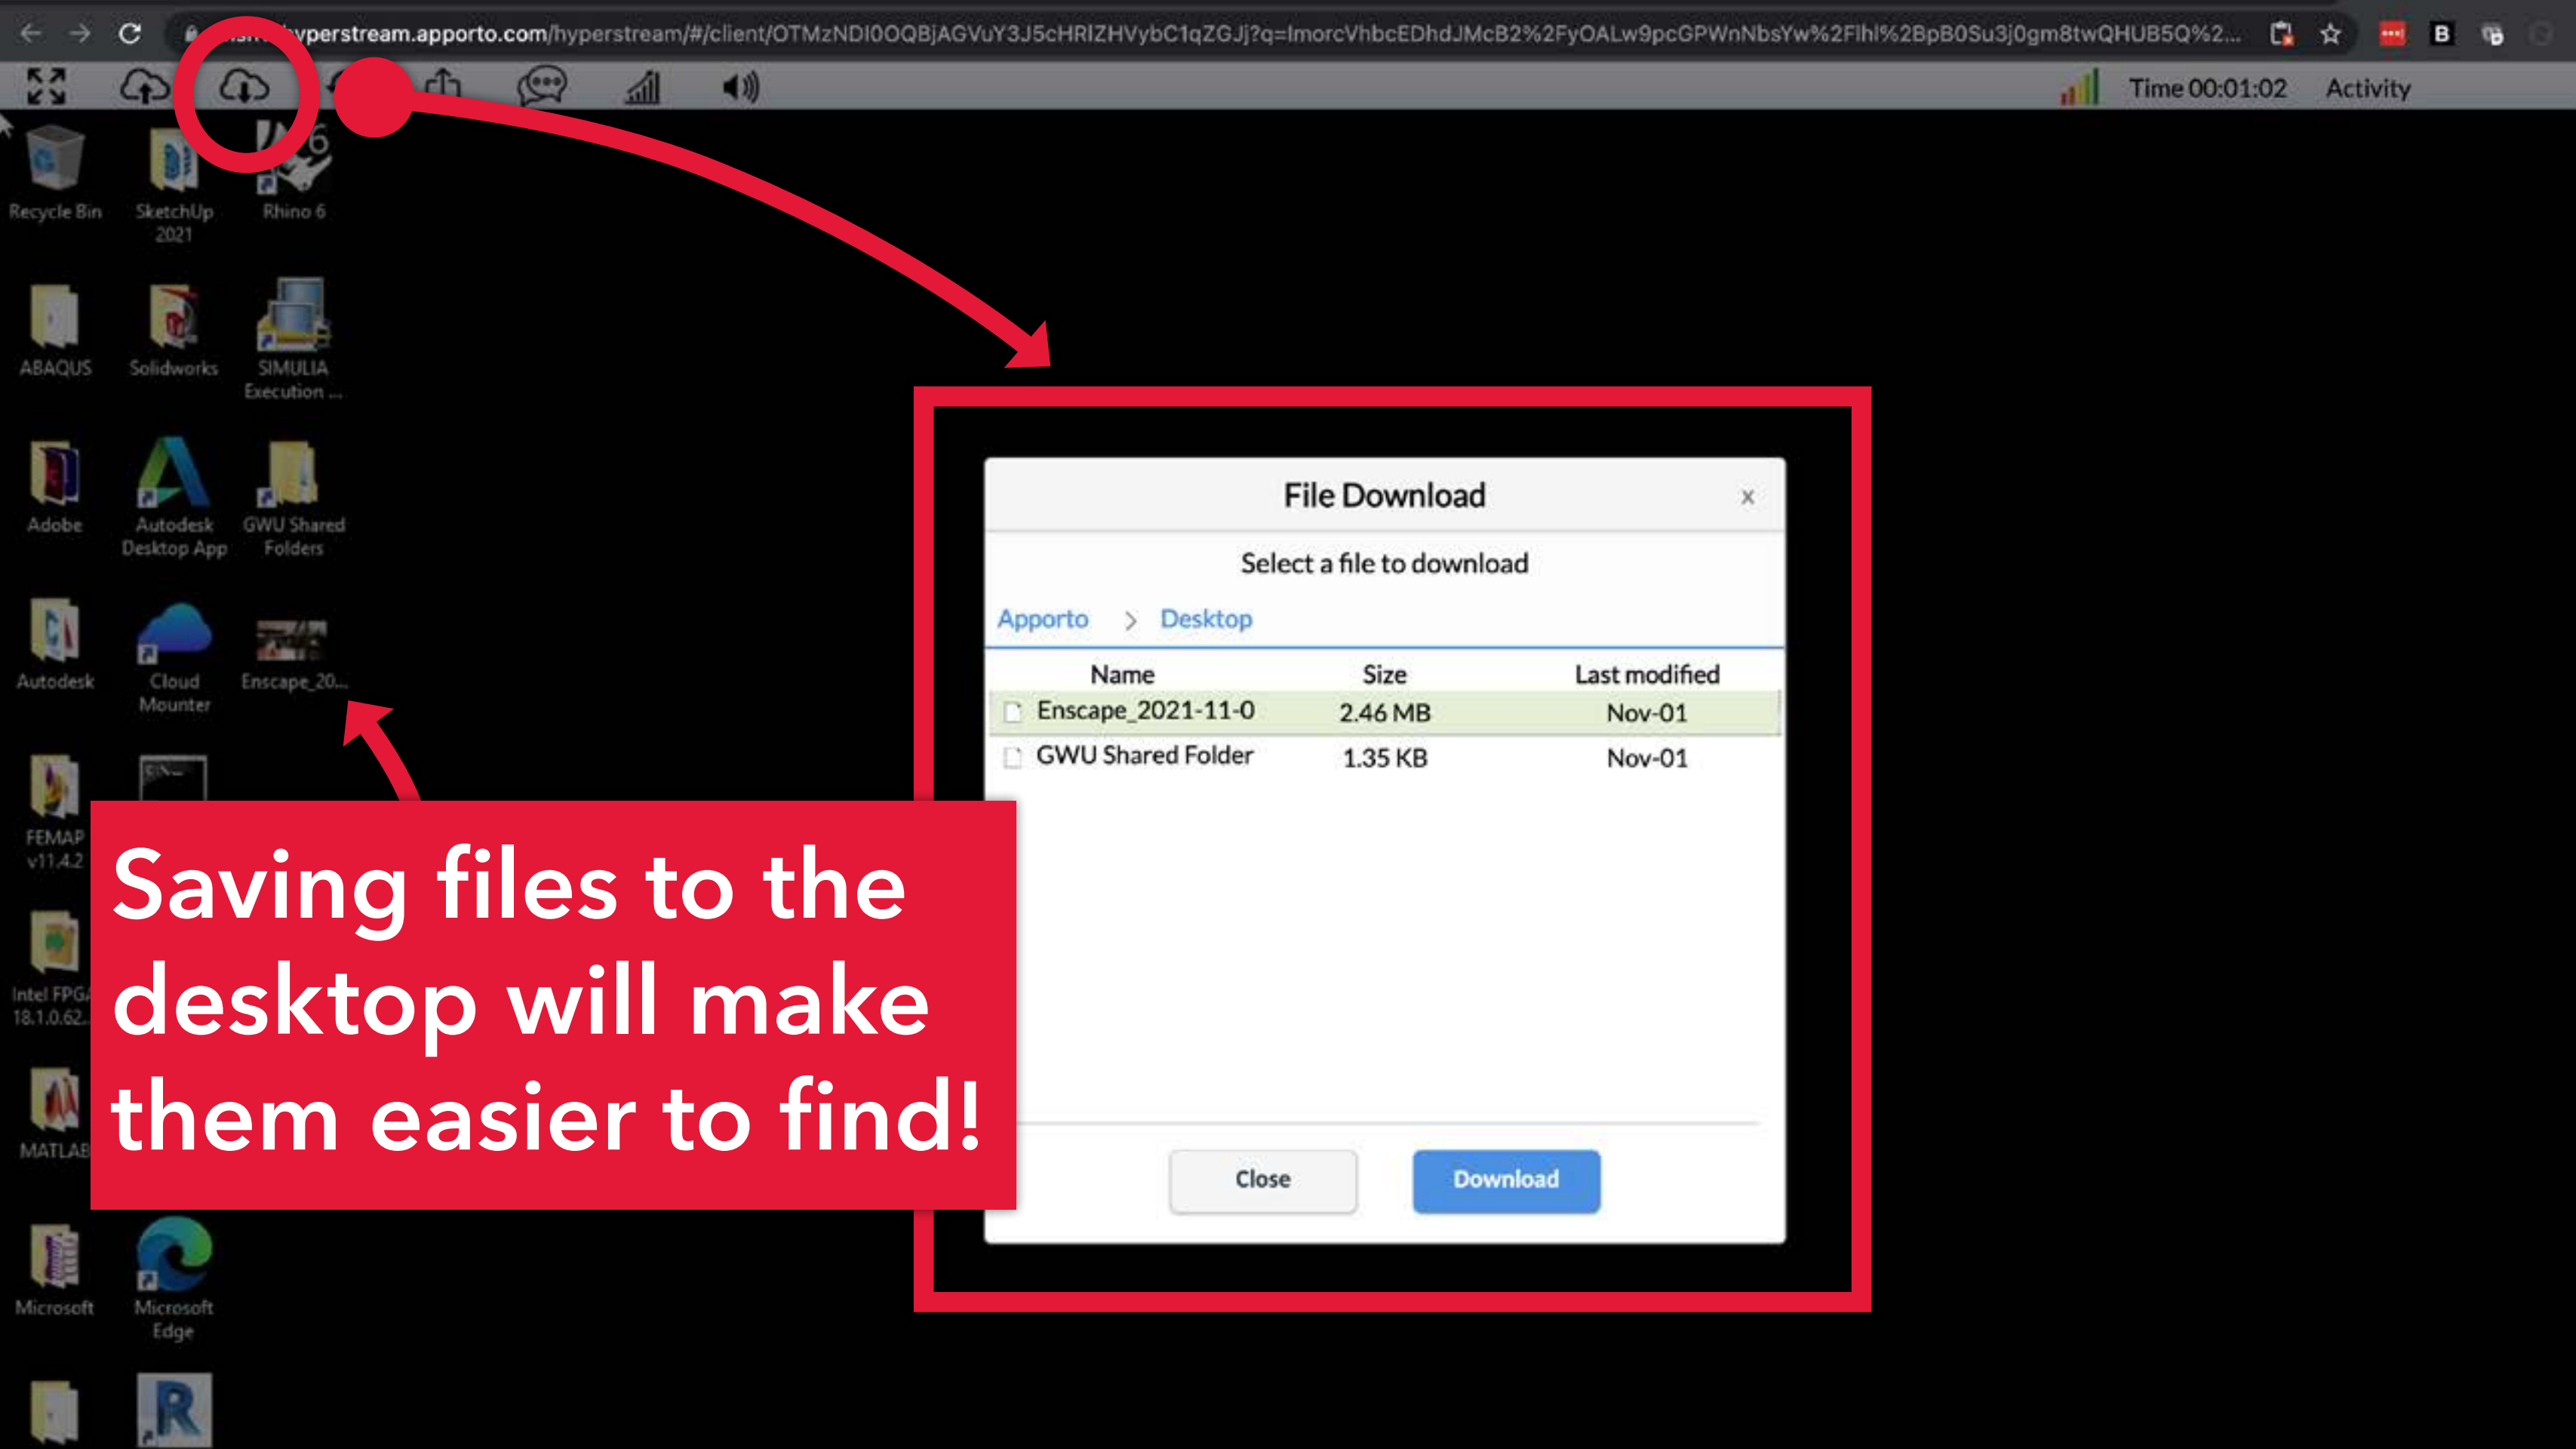 yperstream.apporto.com/hyperstream/#/client/OTMzNDI0OQBjAGVuY3J5cHRlZHVybC1qZGJj?q=ImorcVhbcEDhdJMcB2%2FyOALw9pcGPWnNbsYw%2FIhl%2BpB0Su3j0gm8twQHUB5Q%2...
B
Time 00:01:02 Activity
Recycle Bin
SketchUp
2021
Rhino 6
ABAQUS
Solidworks
SIMULIA
Execution ...
Adobe
Autodesk
Desktop App
GWU Shared
Folders
Autodesk
Cloud
Mounter
Enscape_20...
FEMAP
v11.4.2
Intel FPG
18.1.0.62..
MATLAB
Microsoft
Microsoft
Edge
File Download
x
Select a file to download
Apporto > Desktop
Name Size Last modified
Enscape_2021-11-0 2.46 MB Nov-01
GWU Shared Folder 1.35 KB Nov-01
Close Download
Saving files to the
desktop will make
them easier to find!